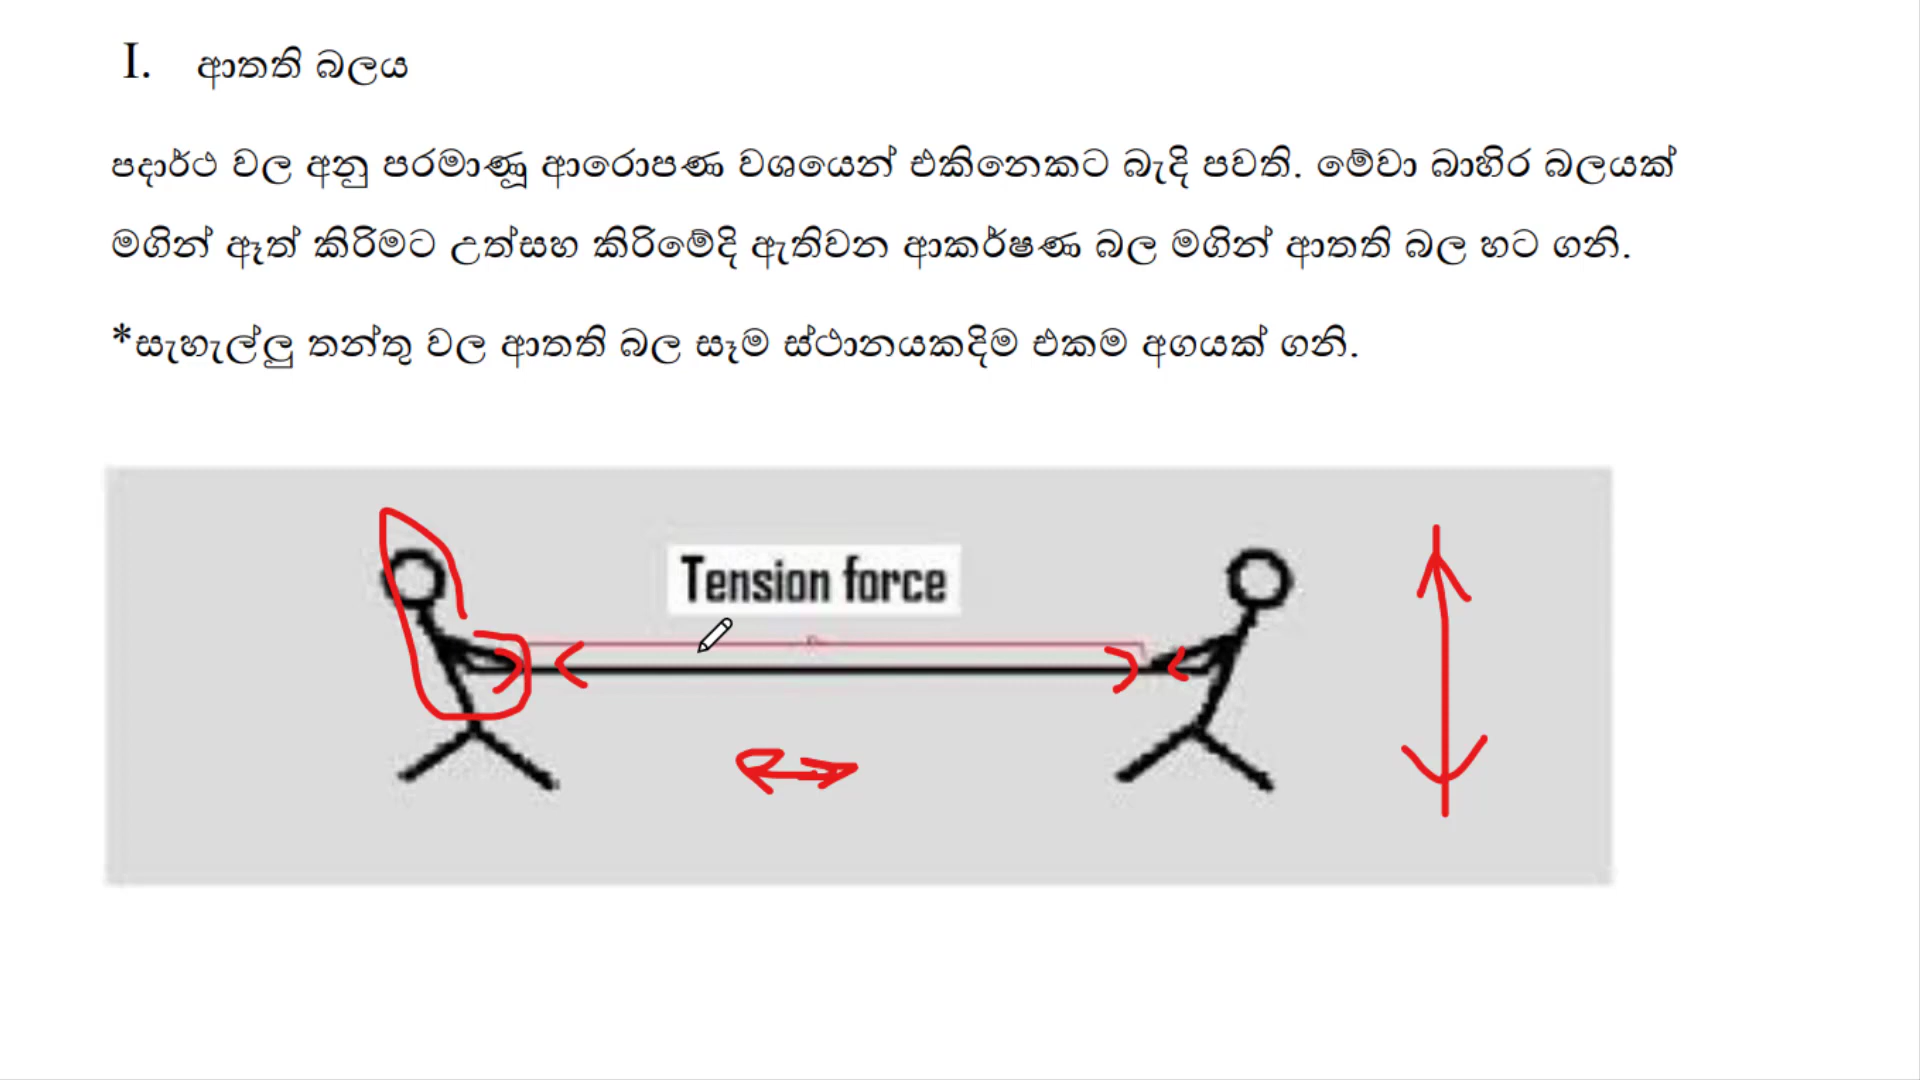 I. ආතති බලය
පදාර්ථ වල අනු පරමාණූ ආරොපණ වශයෙන් එකිනෙකට බැදි පවති. මේවා බාහිර බලයක්
මගින් ඈත් කිරිමට උත්සහ කිරිමේදි ඇතිවන ආකර්ෂණ බල මගින් ආතති බල හට ගනි.
*සැහැල්ලු තන්තු වල ආතති බල සෑම ස්ථානයකදිම එකම අගයක් ගනි.
Tension force